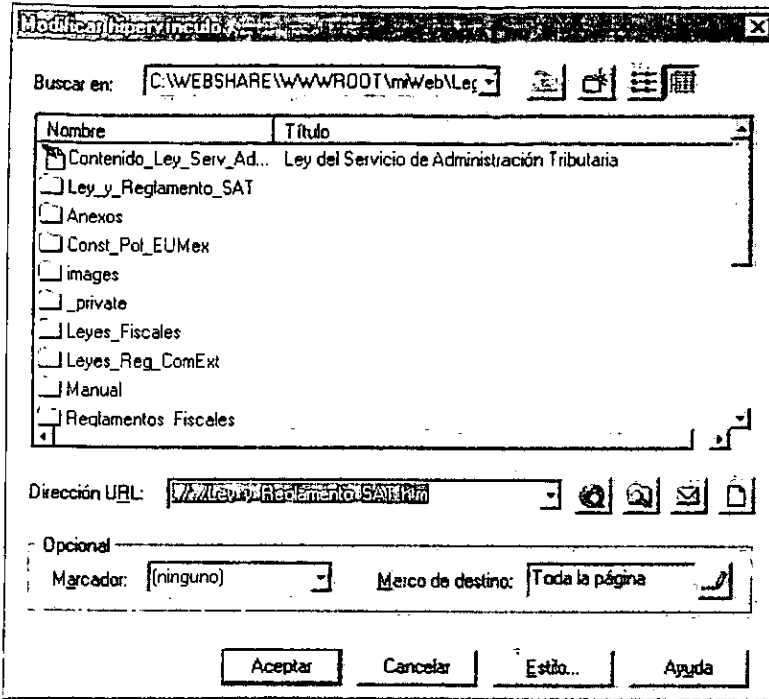 Modificar hipervínculo
Buscar en: C:\WEBSHARE\WWWROOT\miWeb\Leg
Nombre Título
Contenido_Ley_Serv_Ad... Ley del Servicio de Administración Tributaria
Ley_y_Reglamento_SAT
Anexos
Const_Pol_EUMex
images
_private
Leyes_Fiscales
Leyes_Reg_ComExt
Manual
Reglamentos_Fiscales
Dirección URL:
Opcional
Marcador: (ninguno) Marco de destino: Toda la página
Aceptar Cancelar Estilo... Ayuda